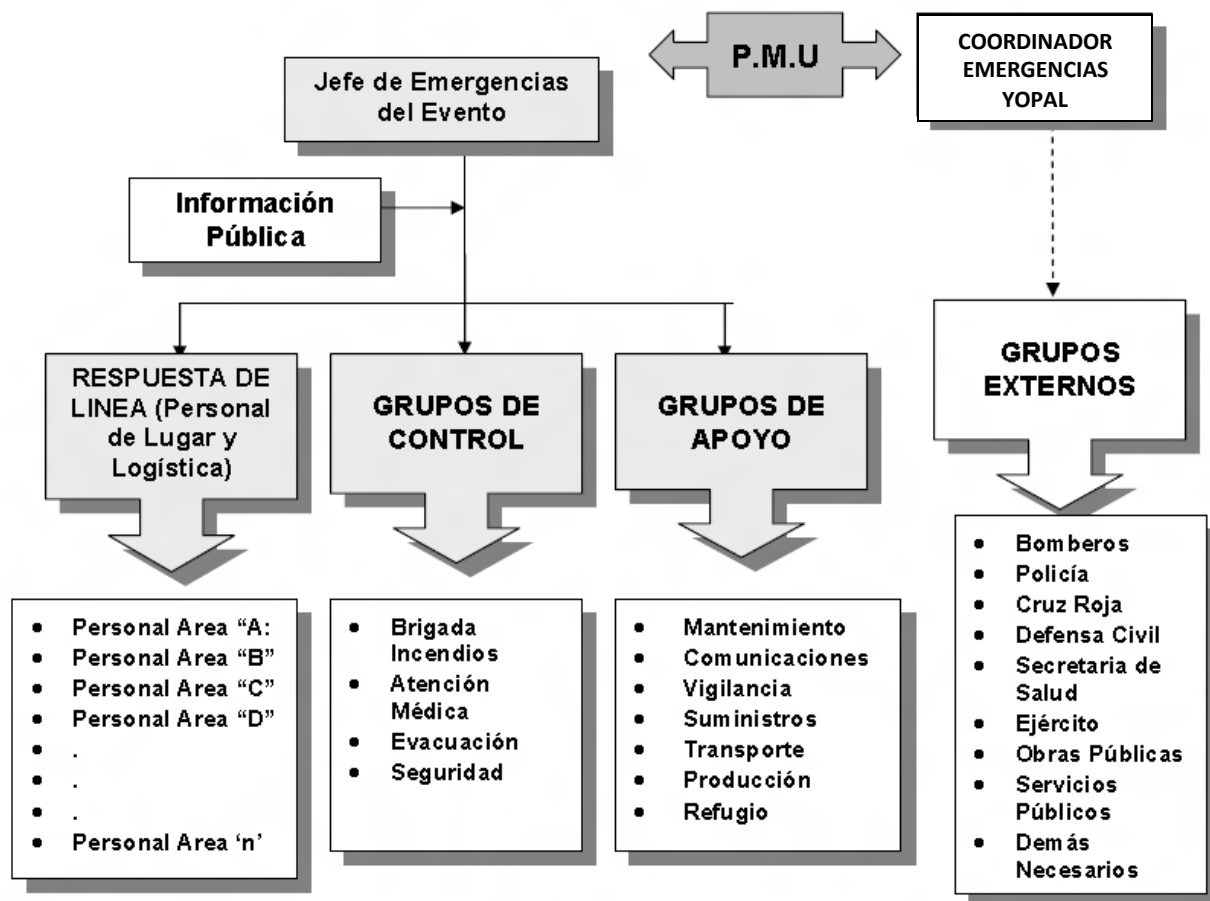 P.M.U
COORDINADOR
EMERGENCIAS
YOPAL
Jefe de Emergencias
del Evento
Información
Pública
RESPUESTA DE
LINEA (Personal
de Lugar y
Logística)
GRUPOS DE
CONTROL
GRUPOS DE
APOYO
GRUPOS
EXTERNOS
• Personal Area “A:
• Personal Area “B”
• Personal Area “C”
• Personal Area “D”
• .
• .
• .
• Personal Area ‘n’
• Brigada
Incendios
• Atención
Médica
• Evacuación
• Seguridad
• Mantenimiento
• Comunicaciones
• Vigilancia
• Suministros
• Transporte
• Producción
• Refugio
• Bomberos
• Policía
• Cruz Roja
• Defensa Civil
• Secretaria de
Salud
• Ejército
• Obras Públicas
• Servicios
Públicos
• Demás
Necesarios